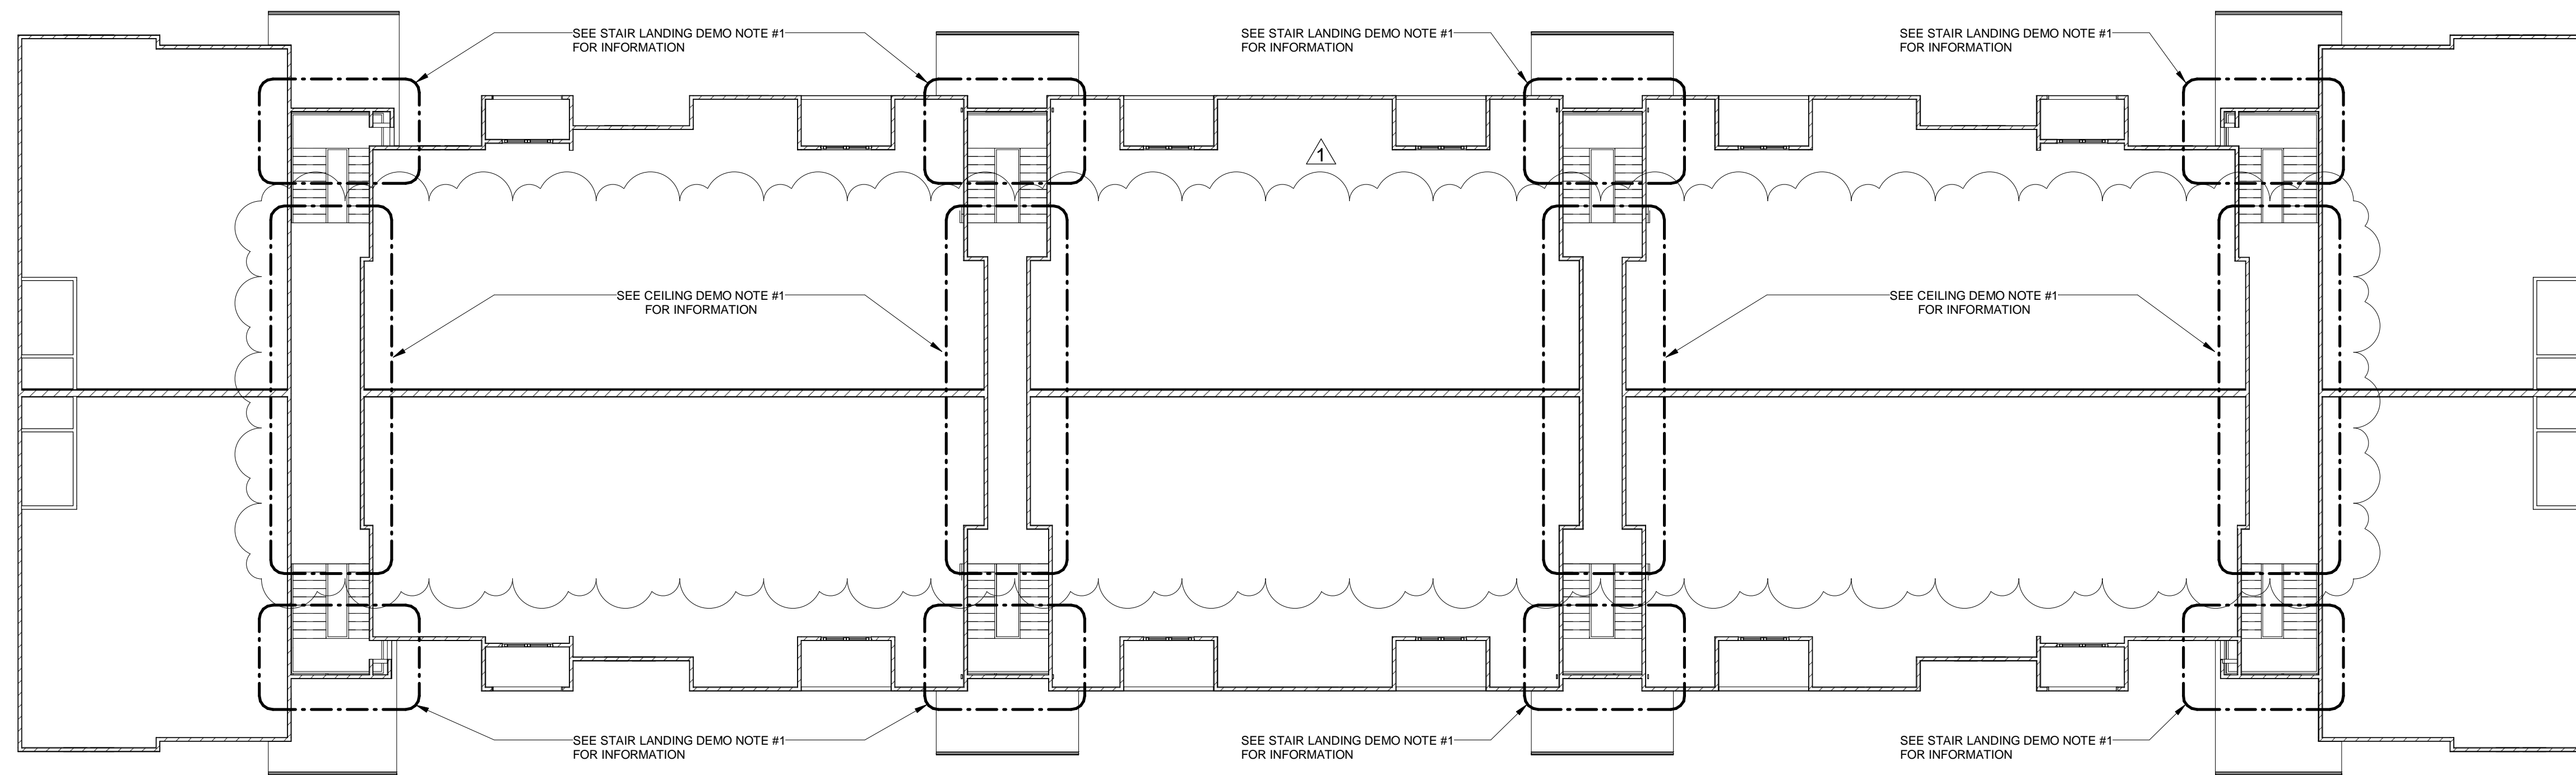 SEE STAIR LANDING DEMO NOTE #1
FOR INFORMATION
SEE STAIR LANDING DEMO NOTE #1
FOR INFORMATION
SEE STAIR LANDING DEMO NOTE #1
FOR INFORMATION
1
SEE CEILING DEMO NOTE #1
FOR INFORMATION
SEE CEILING DEMO NOTE #1
FOR INFORMATION
SEE STAIR LANDING DEMO NOTE #1
FOR INFORMATION
SEE STAIR LANDING DEMO NOTE #1
FOR INFORMATION
SEE STAIR LANDING DEMO NOTE #1
FOR INFORMATION